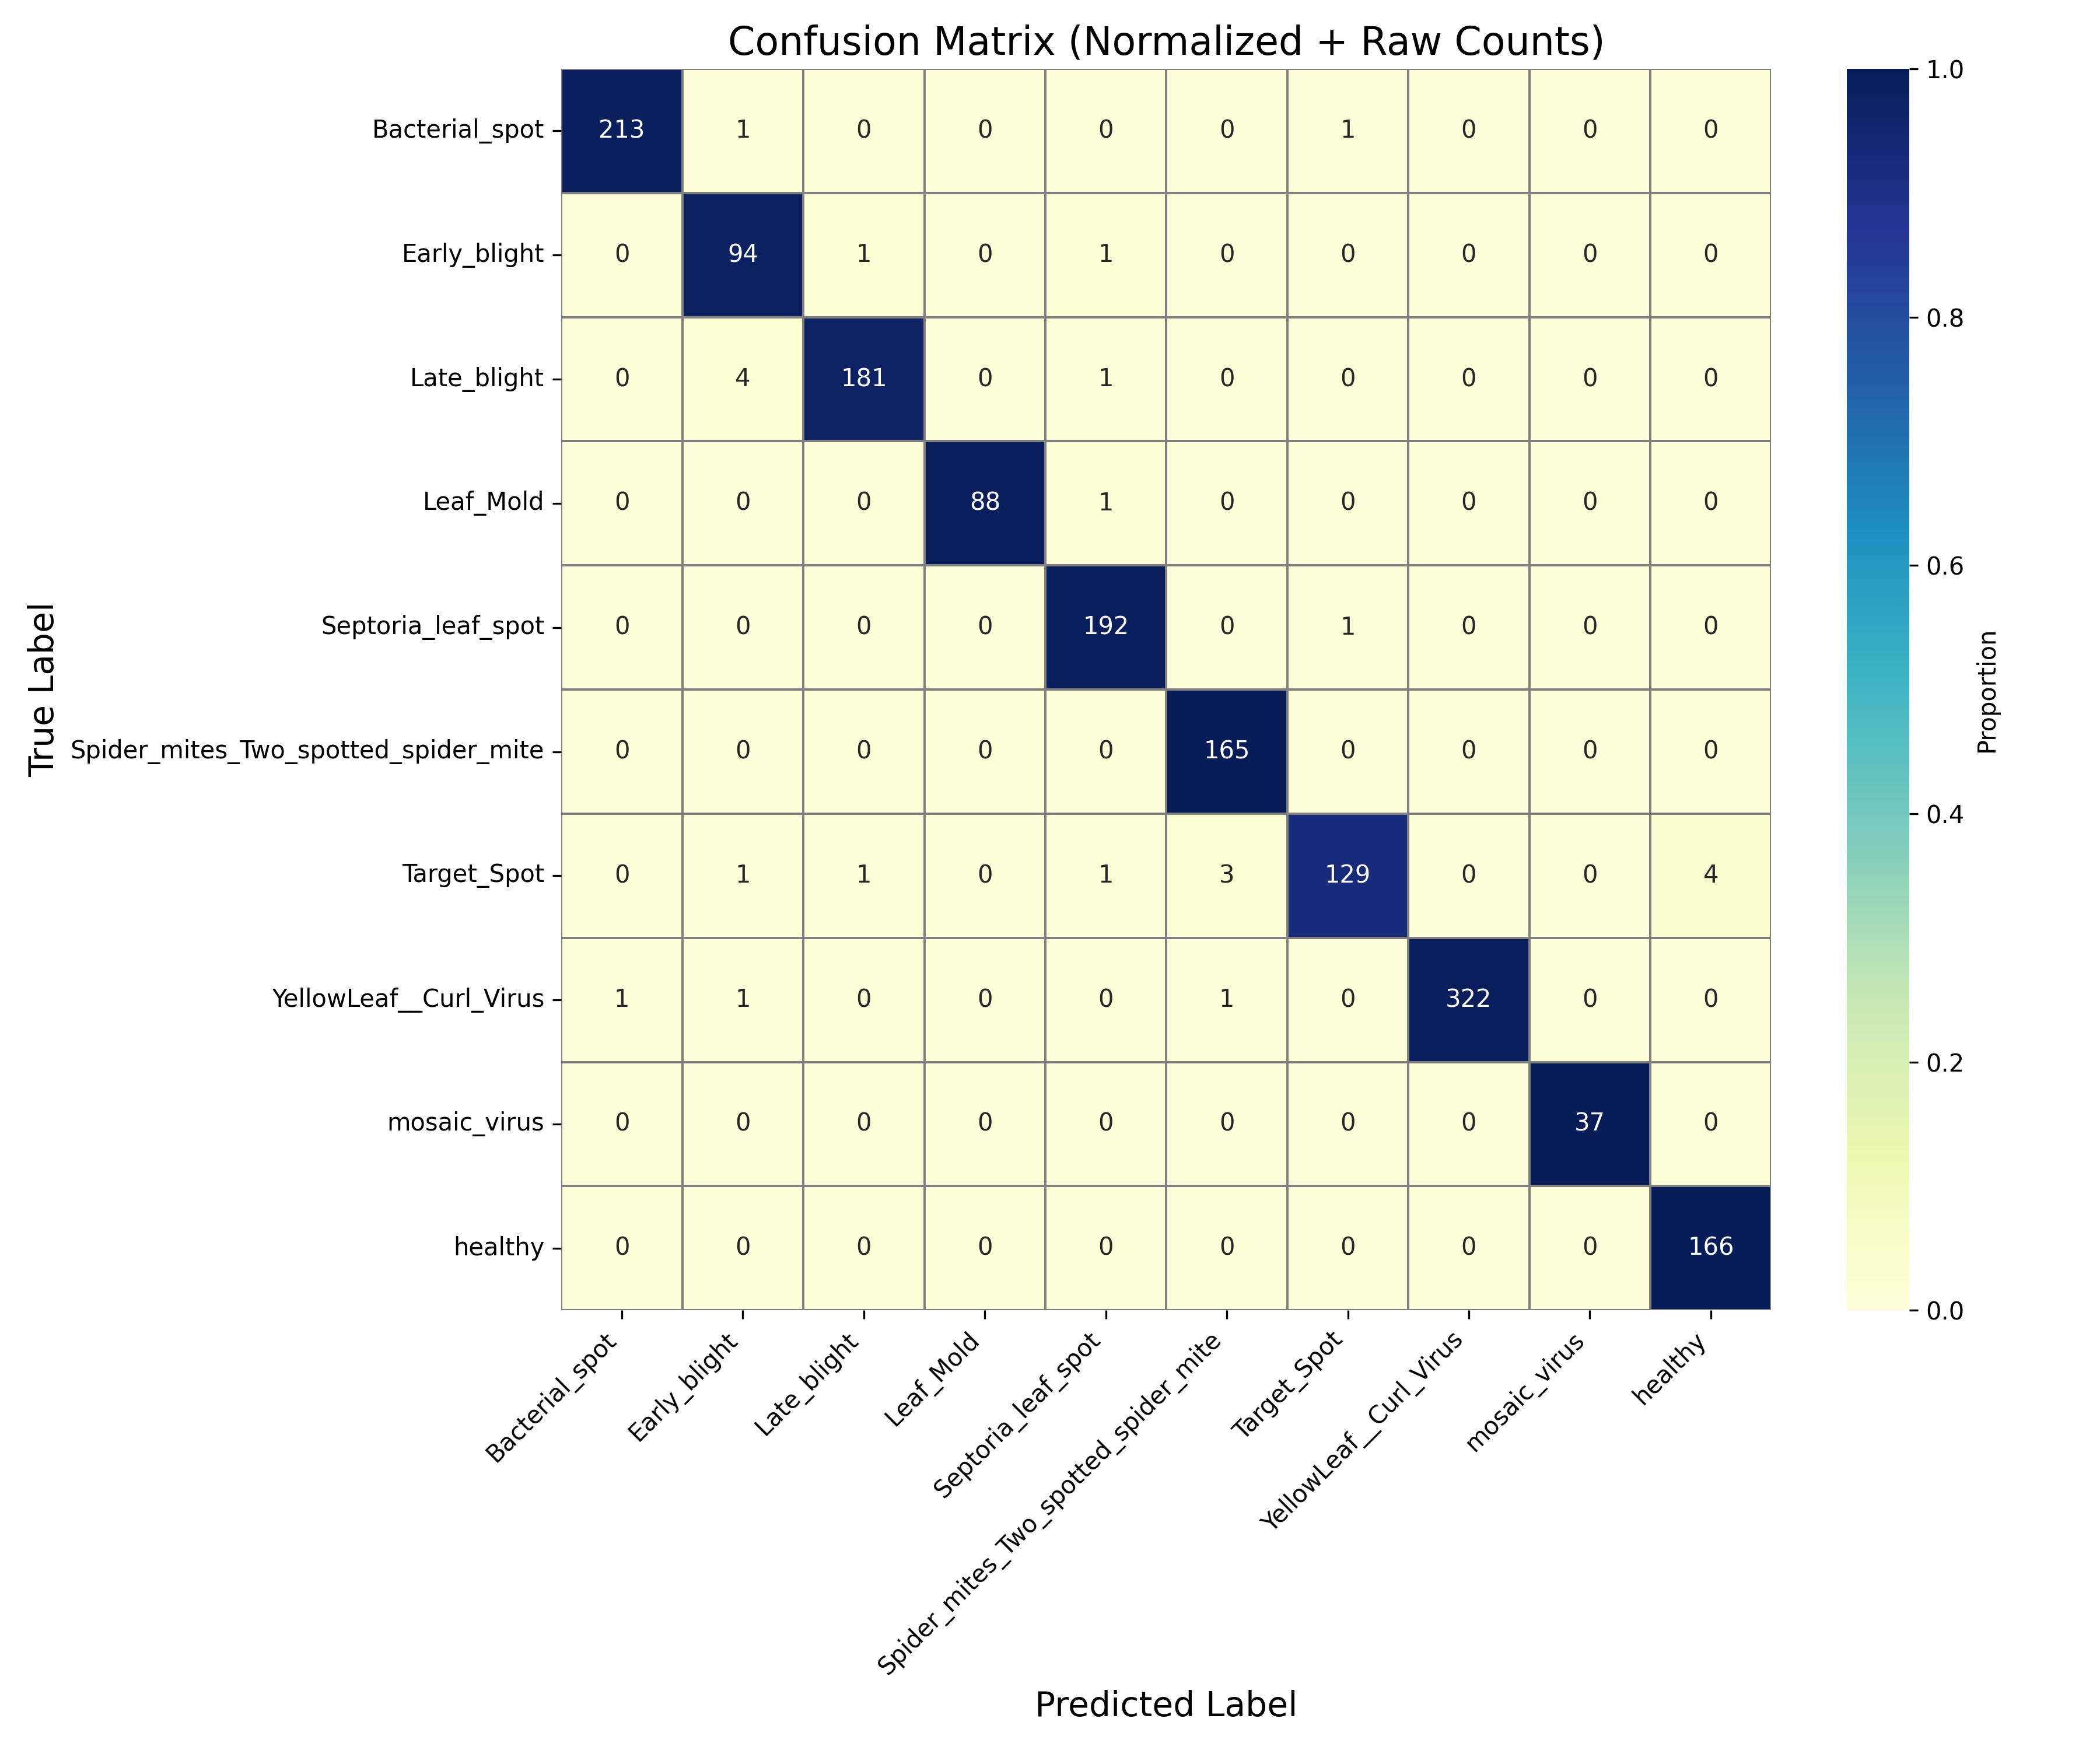 Confusion Matrix (Normalized + Raw Counts)
True Label
Bacterial_spot 213 1 0 0 0 0 1 0 0 0
Early_blight 0 94 1 0 1 0 0 0 0 0
Late_blight 0 4 181 0 1 0 0 0 0 0
Leaf_Mold 0 0 0 88 1 0 0 0 0 0
Septoria_leaf_spot 0 0 0 0 192 0 1 0 0 0
Spider_mites_Two_spotted_spider_mite 0 0 0 0 0 165 0 0 0 0
Target_Spot 0 1 1 0 1 3 129 0 0 4
YellowLeaf__Curl_Virus 1 1 0 0 0 1 0 322 0 0
mosaic_virus 0 0 0 0 0 0 0 0 37 0
healthy 0 0 0 0 0 0 0 0 0 166
Bacterial_spot
Early_blight
Late_blight
Leaf_Mold
Septoria_leaf_spot
Spider_mites_Two_spotted_spider_mite
Target_Spot
YellowLeaf__Curl_Virus
mosaic_virus
healthy
Predicted Label
1.0
0.8
0.6
0.4
0.2
0.0
Proportion